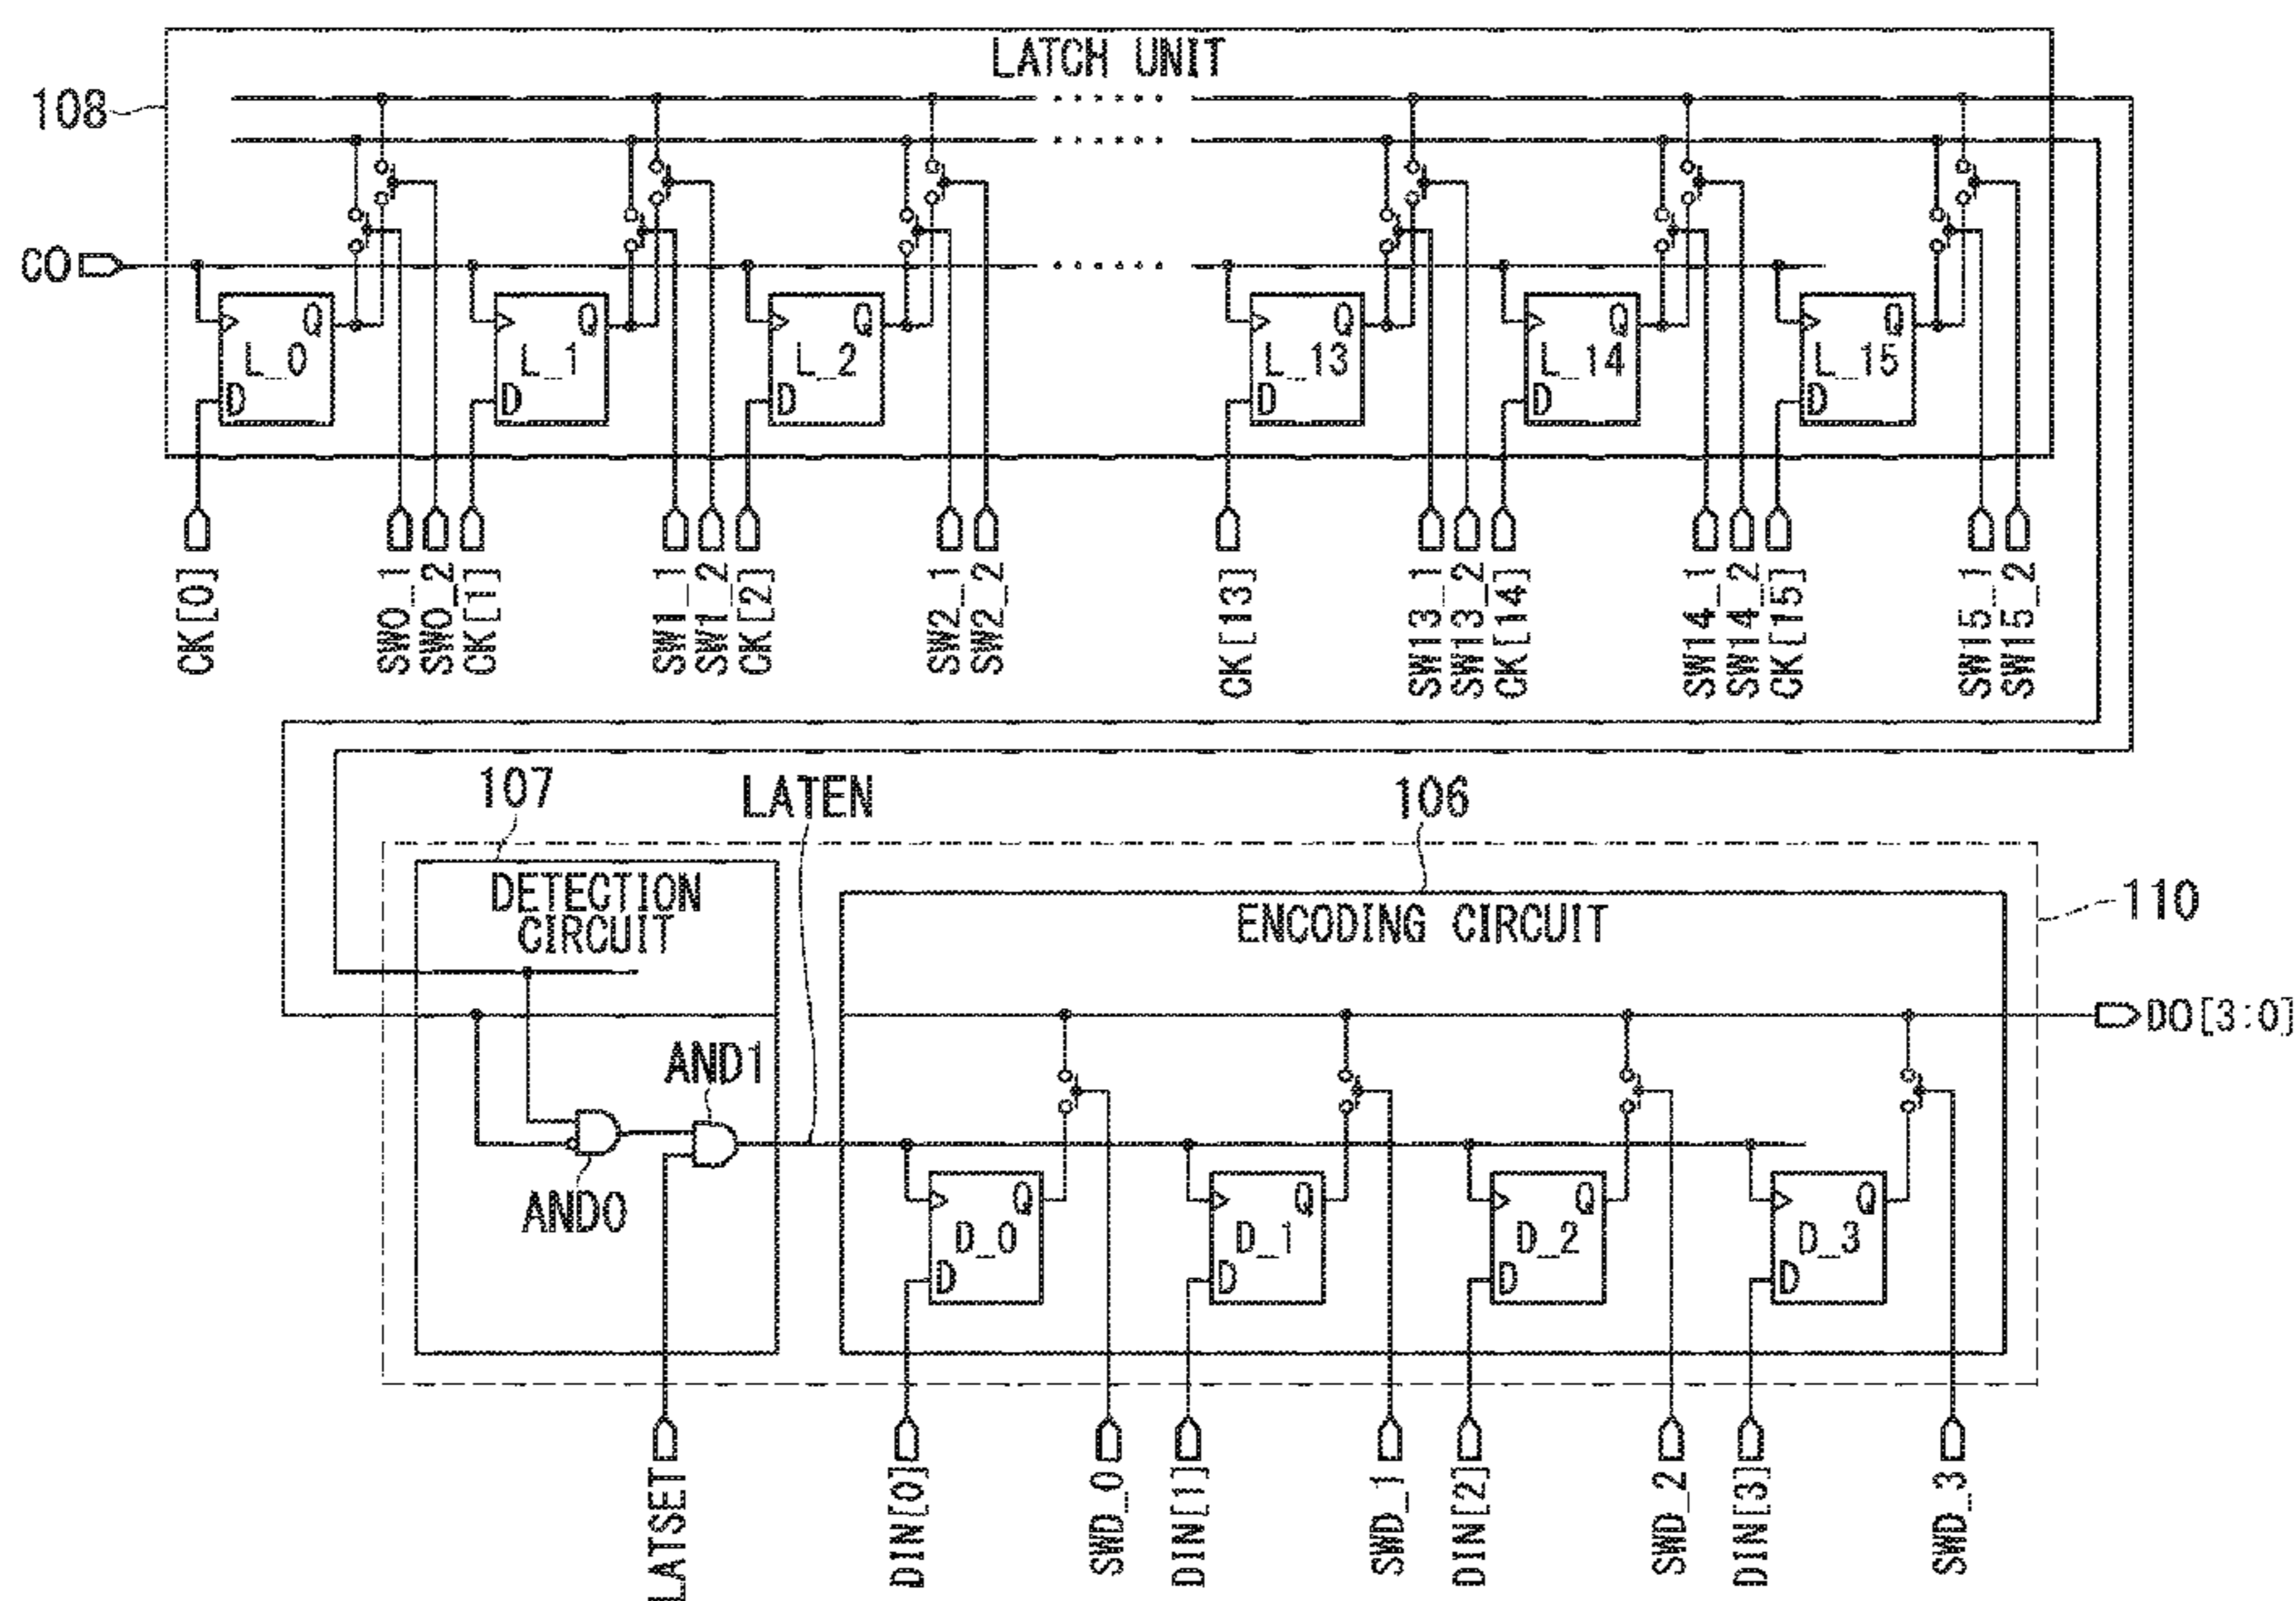 LATCH UNIT
108
CO
Q
L_0
D
Q
L_1
D
Q
L_2
D
Q
L_13
D
Q
L_14
D
Q
L_15
D
CK[0]
SW0_1
SW0_2
CK[1]
SW1_1
SW1_2
CK[2]
SW2_1
SW2_2
CK[13]
SW13_1
SW13_2
CK[14]
SW14_1
SW14_2
CK[15]
SW15_1
SW15_2
107
LATEN
106
DETECTION
CIRCUIT
ENCODING CIRCUIT
110
DO[3:0]
AND1
AND0
Q
D_0
D
Q
D_1
D
Q
D_2
D
Q
D_3
D
LATSET
DIN[0]
SWD_0
DIN[1]
SWD_1
DIN[2]
SWD_2
DIN[3]
SWD_3